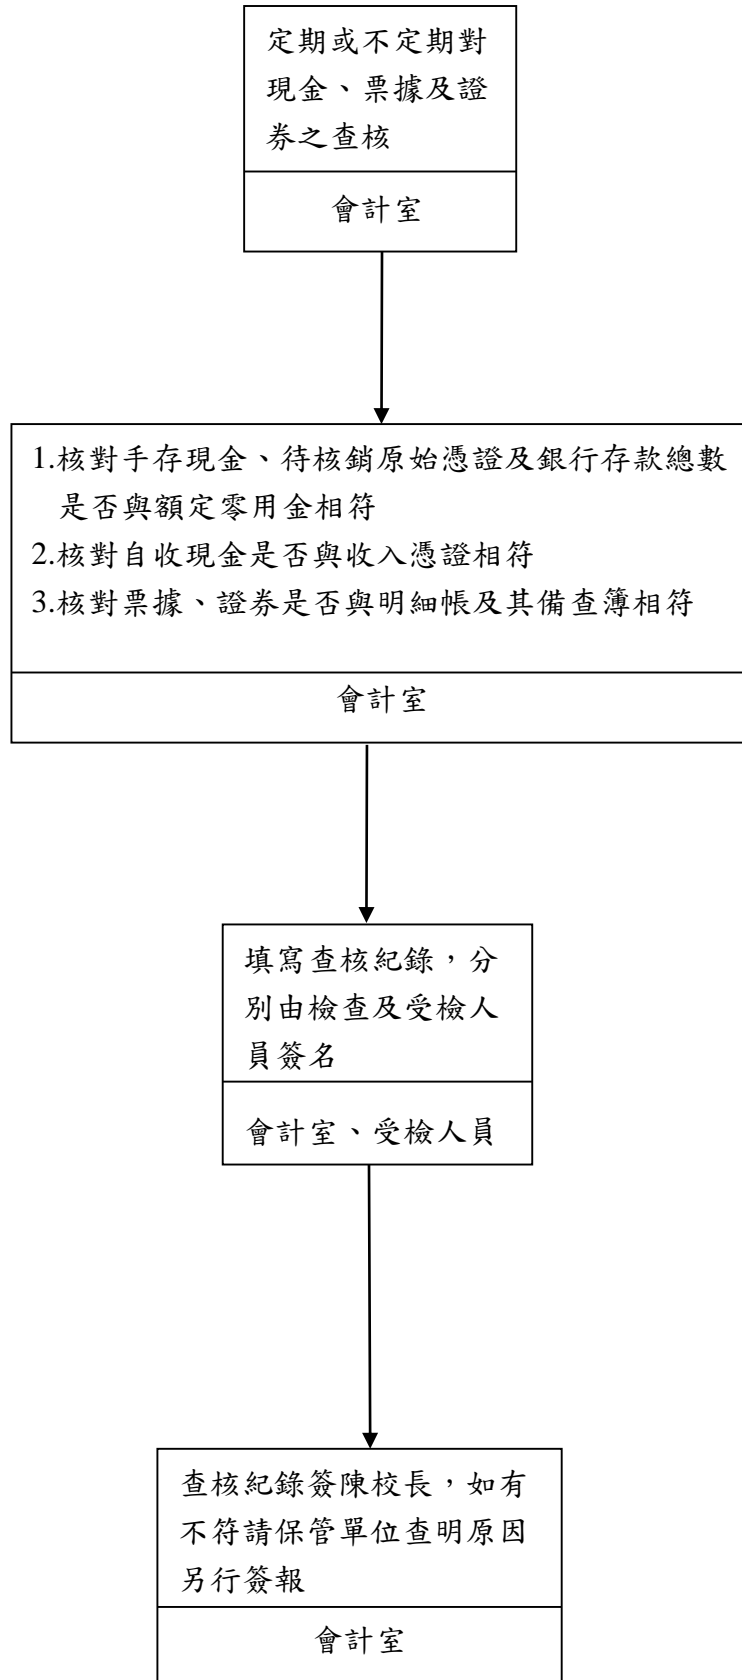 定期或不定期對
現金、票據及證
券之查核
會計室
1.核對手存現金、待核銷原始憑證及銀行存款總數
是否與額定零用金相符
2.核對自收現金是否與收入憑證相符
3.核對票據、證券是否與明細帳及其備查簿相符
會計室
填寫查核紀錄，分
別由檢查及受檢人
員簽名
會計室、受檢人員
查核紀錄簽陳校長，如有
不符請保管單位查明原因
另行簽報
會計室